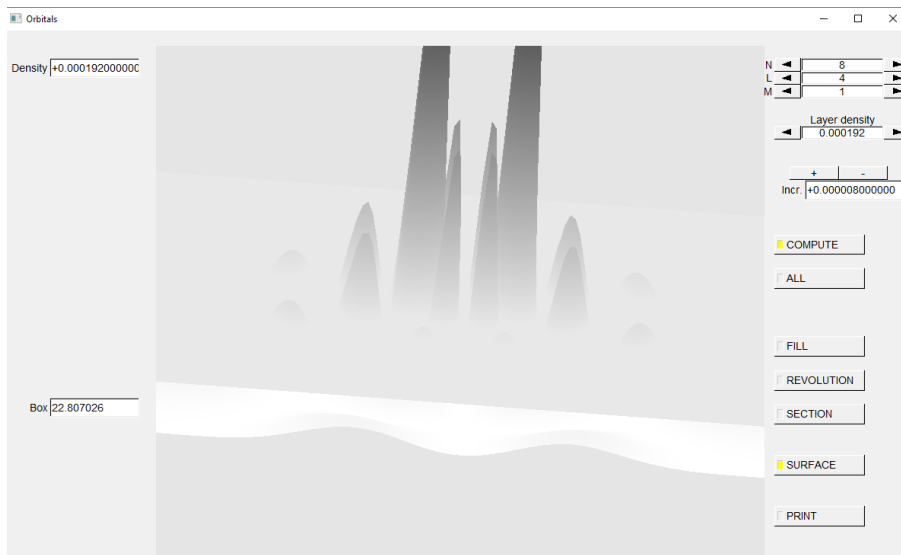 Orbitals
Density +0.000192000000
N 8
L 4
M 1
Layer density
0.000192
+ -
Incr. +0.000008000000
COMPUTE
ALL
FILL
REVOLUTION
Box 22.807026
SECTION
SURFACE
PRINT